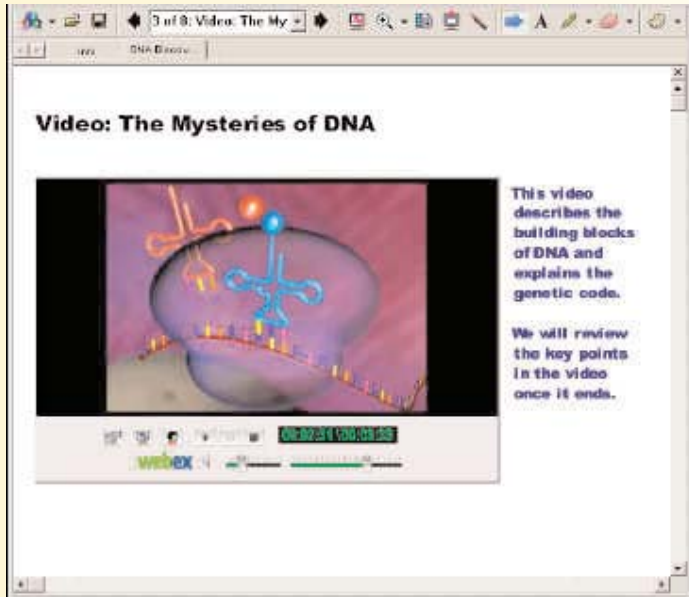 3 of 8: Video: The My
A
DNA Discov...
Video: The Mysteries of DNA
This video
describes the
building blocks
of DNA and
explains the
genetic code.
We will review
the key points
in the video
once it ends.
webex